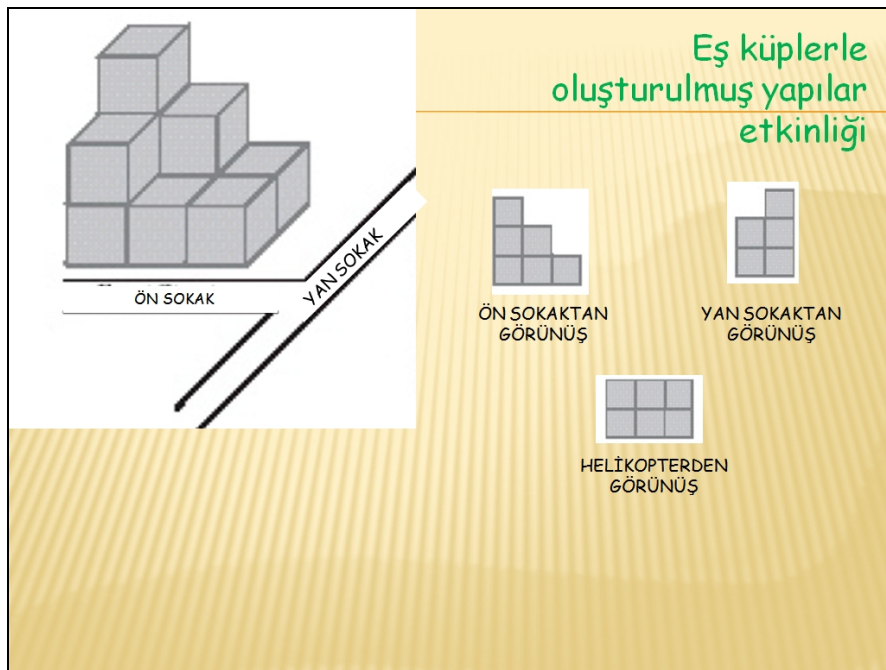 Eş küplerle
oluşturulmuş yapılar
etkinliği
ÖN SOKAK
YAN SOKAK
ÖN SOKAKTAN
GÖRÜNÜŞ
YAN SOKAKTAN
GÖRÜNÜŞ
HELİKOPTERDEN
GÖRÜNÜŞ